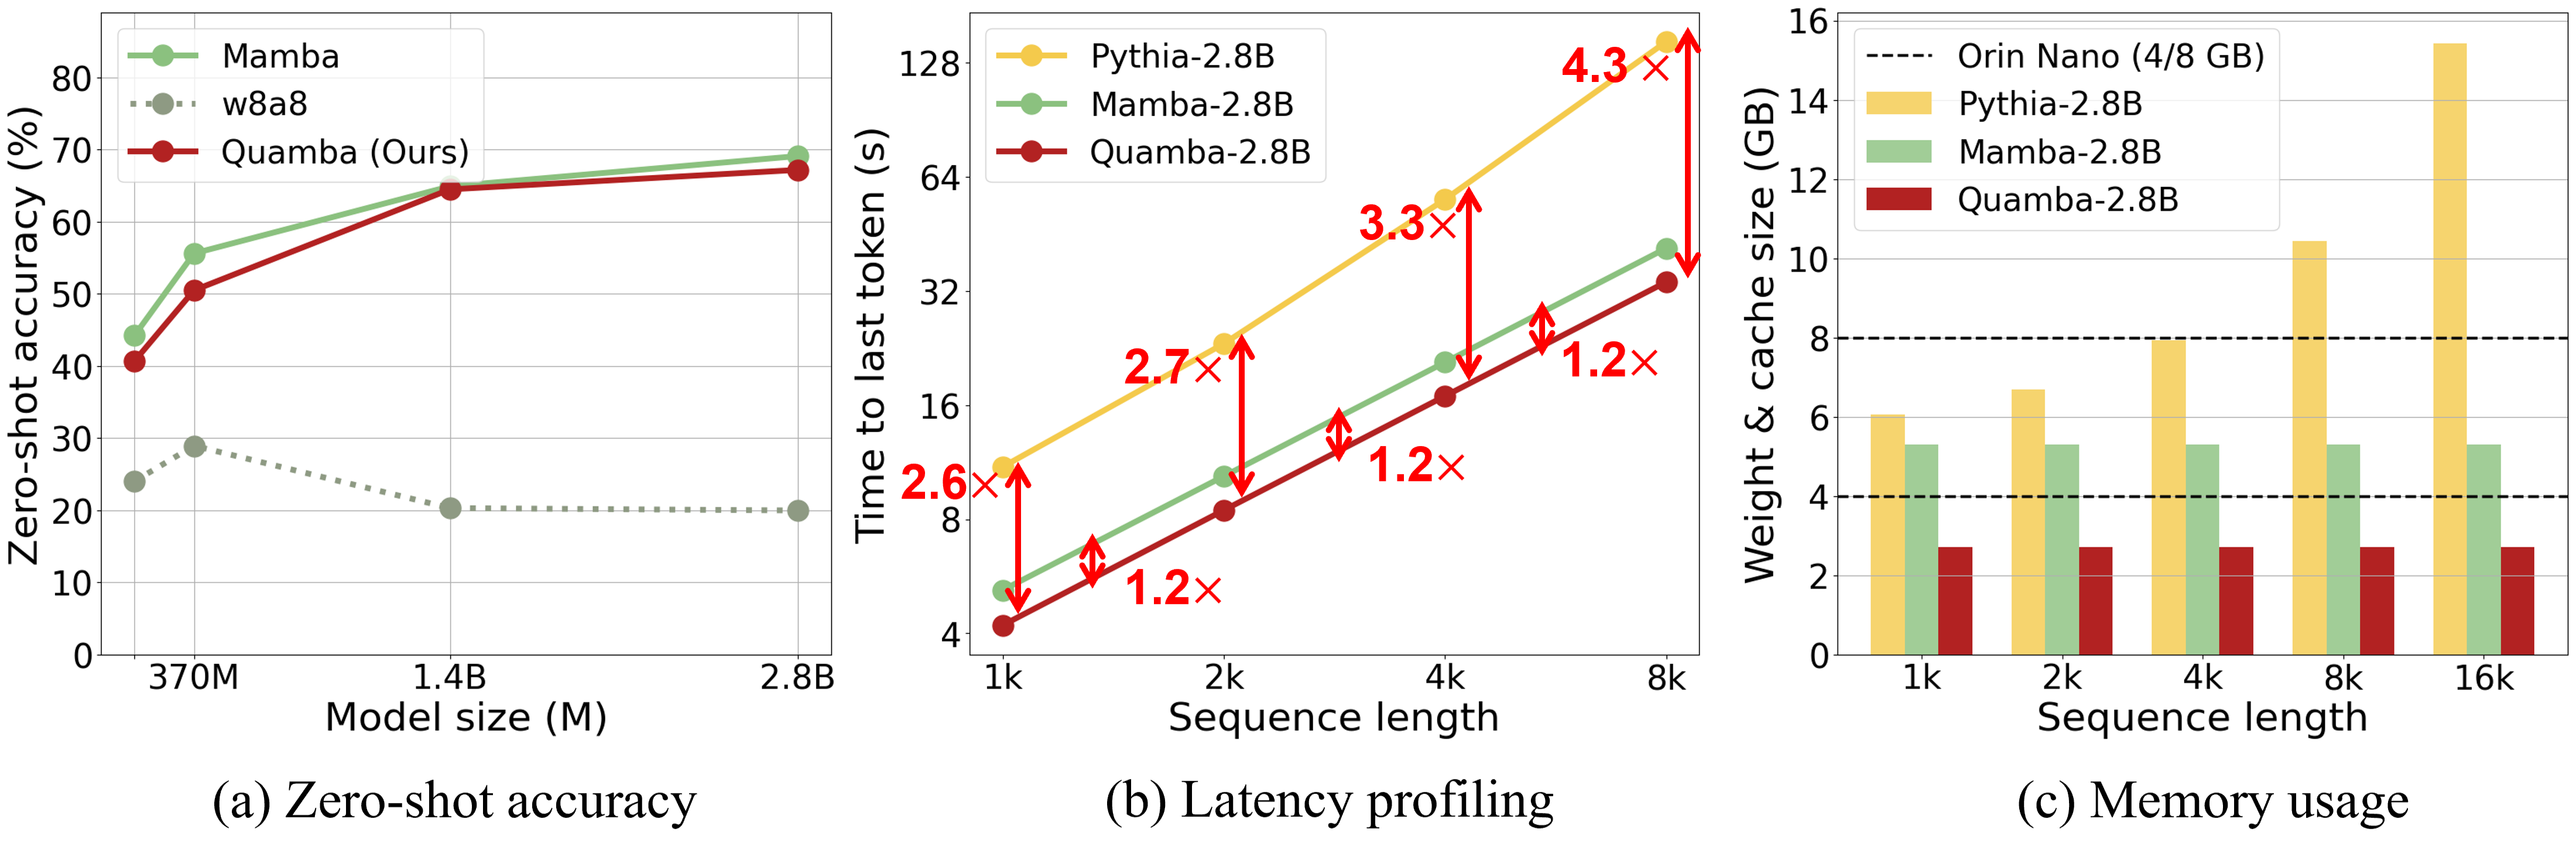 Zero-shot accuracy (%)
80
70
60
50
40
30
20
10
0
Mamba
w8a8
Quamba (Ours)
370M 1.4B 2.8B
Model size (M)
(a) Zero-shot accuracy
Time to last token (s)
128
64
32
16
8
4
Pythia-2.8B
Mamba-2.8B
Quamba-2.8B
4.3×
3.3×
2.7×
1.2×
2.6×
1.2×
1.2×
1k 2k 4k 8k
Sequence length
(b) Latency profiling
Weight & cache size (GB)
16
14
12
10
8
6
4
2
0
Orin Nano (4/8 GB)
Pythia-2.8B
Mamba-2.8B
Quamba-2.8B
1k 2k 4k 8k 16k
Sequence length
(c) Memory usage